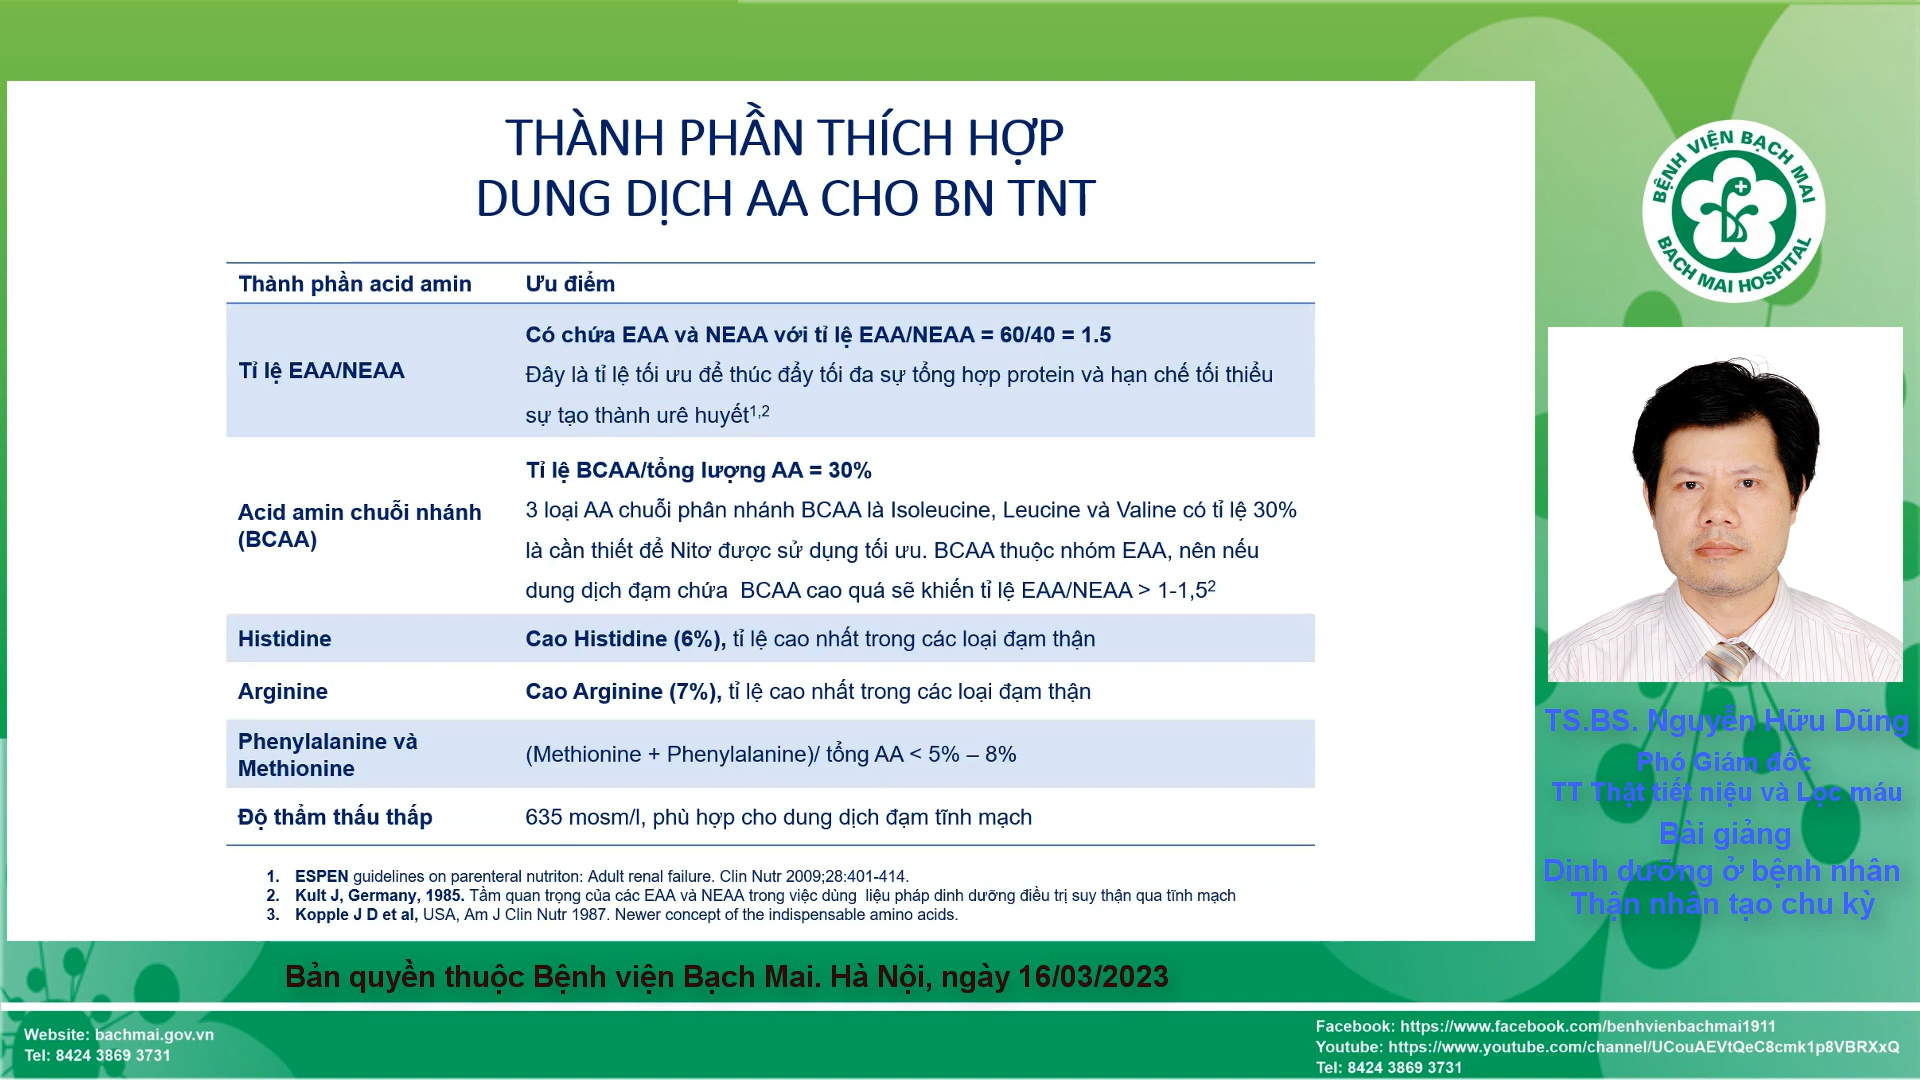 THÀNH PHẦN THÍCH HỢP
DUNG DỊCH AA CHO BN TNT
Thành phần acid amin
Ưu điểm
Tỉ lệ EAA/NEAA
Có chứa EAA và NEAA với tỉ lệ EAA/NEAA = 60/40 = 1.5
Đây là tỉ lệ tối ưu để thúc đẩy tối đa sự tổng hợp protein và hạn chế tối thiểu
sự tạo thành urê huyết1,2
Acid amin chuỗi nhánh
(BCAA)
Tỉ lệ BCAA/tổng lượng AA = 30%
3 loại AA chuỗi phân nhánh BCAA là Isoleucine, Leucine và Valine có tỉ lệ 30%
là cần thiết để Nitơ được sử dụng tối ưu. BCAA thuộc nhóm EAA, nên nếu
dung dịch đạm chứa  BCAA cao quá sẽ khiến tỉ lệ EAA/NEAA > 1-1,52
Histidine
Cao Histidine (6%), tỉ lệ cao nhất trong các loại đạm thận
Arginine
Cao Arginine (7%), tỉ lệ cao nhất trong các loại đạm thận
Phenylalanine và
Methionine
(Methionine + Phenylalanine)/ tổng AA < 5% – 8%
Độ thẩm thấu thấp
635 mosm/l, phù hợp cho dung dịch đạm tĩnh mạch
1. ESPEN guidelines on parenteral nutriton: Adult renal failure. Clin Nutr 2009;28:401-414.
2. Kult J, Germany, 1985. Tầm quan trọng của các EAA và NEAA trong việc dùng  liệu pháp dinh dưỡng điều trị suy thận qua tĩnh mạch
3. Kopple J D et al, USA, Am J Clin Nutr 1987. Newer concept of the indispensable amino acids.
BỆNH VIỆN BẠCH MAI
BACH MAI HOSPITAL
TS.BS. Nguyễn Hữu Dũng
Phó Giám đốc
TT Thật tiết niệu và Lọc máu
Bài giảng
Dinh dưỡng ở bệnh nhân
Thận nhân tạo chu kỳ
Bản quyền thuộc Bệnh viện Bạch Mai. Hà Nội, ngày 16/03/2023
Website: bachmai.gov.vn
Tel: 8424 3869 3731
Facebook: https://www.facebook.com/benhvienbachmai1911
Youtube: https://www.youtube.com/channel/UCouAEVtQeC8cmk1p8VBRXxQ
Tel: 8424 3869 3731